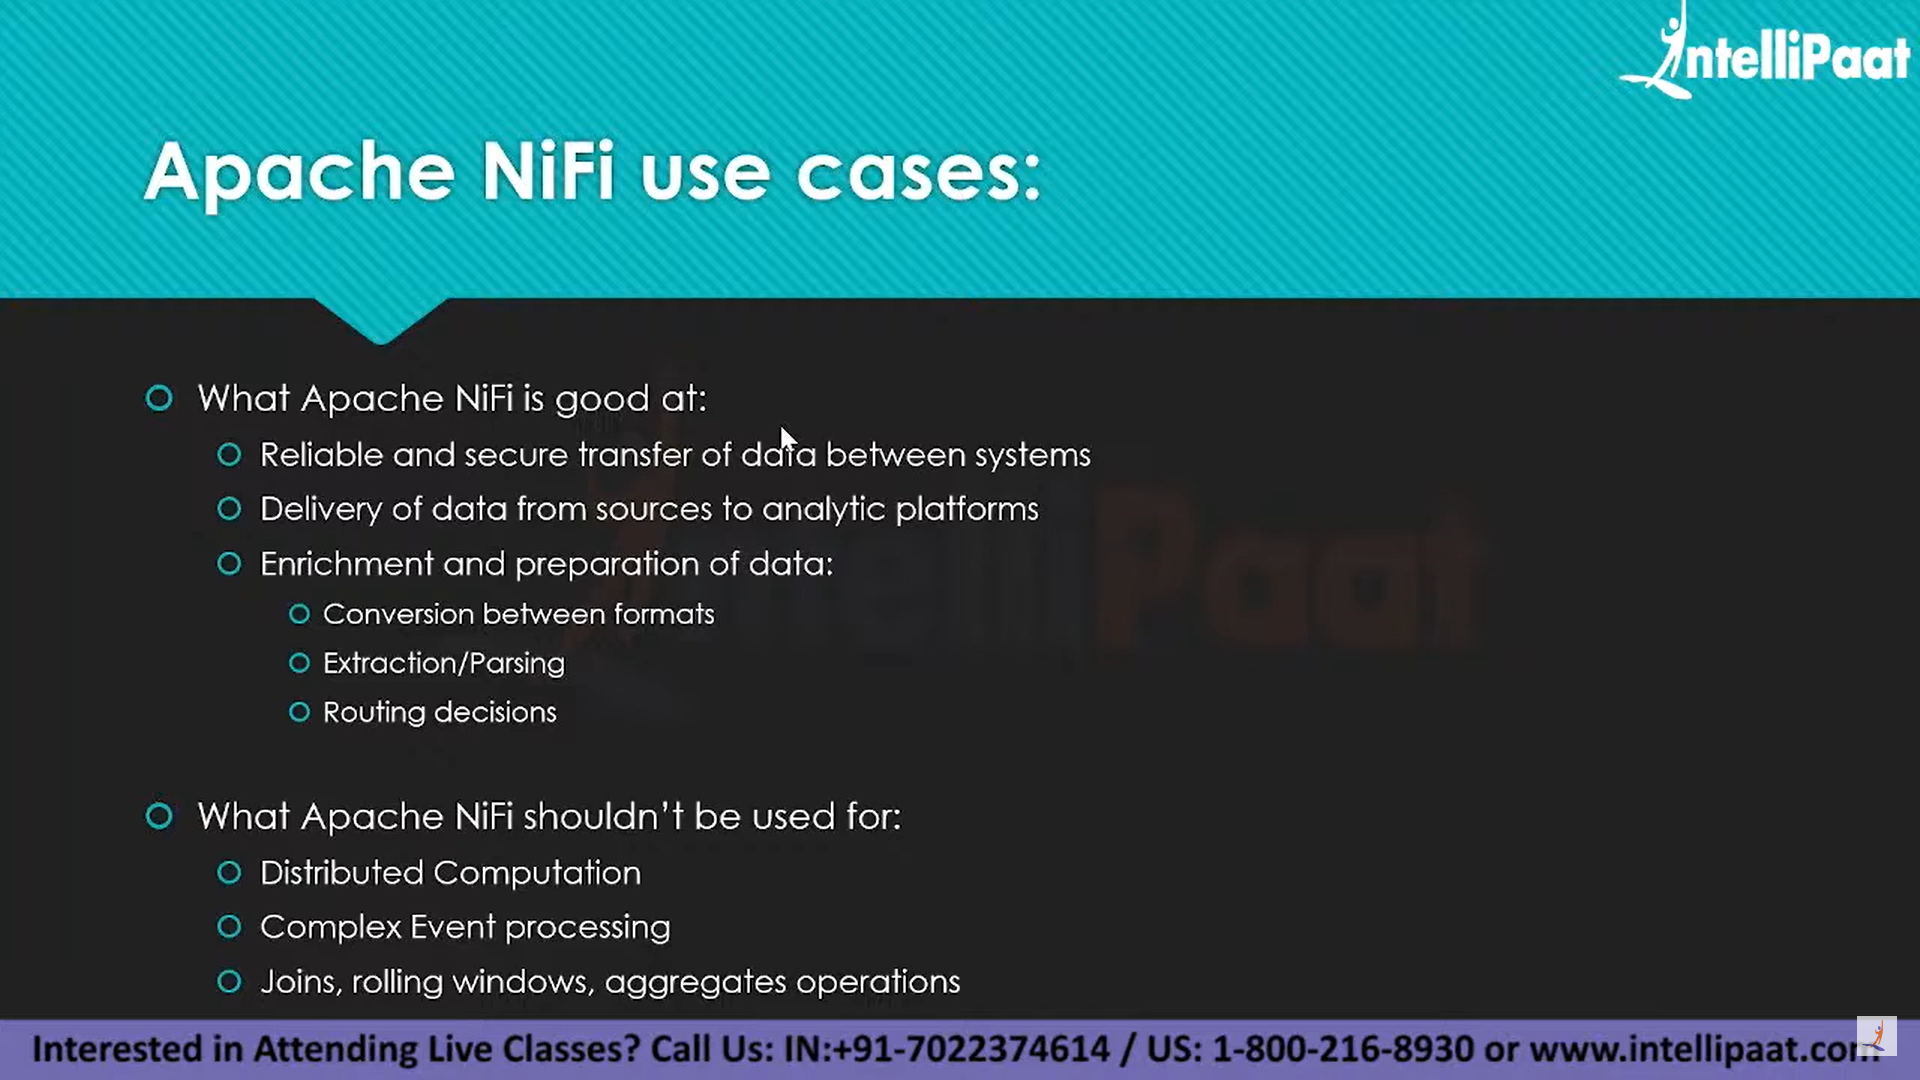 IntelliPaat
Apache NiFi use cases:
What Apache NiFi is good at:
Reliable and secure transfer of data between systems
Delivery of data from sources to analytic platforms
Enrichment and preparation of data:
Conversion between formats
Extraction/Parsing
Routing decisions
What Apache NiFi shouldn't be used for:
Distributed Computation
Complex Event processing
Joins, rolling windows, aggregates operations
IntelliPaat
Interested in Attending Live Classes? Call Us: IN:+91-7022374614 / US: 1-800-216-8930 or www.intellipaat.com